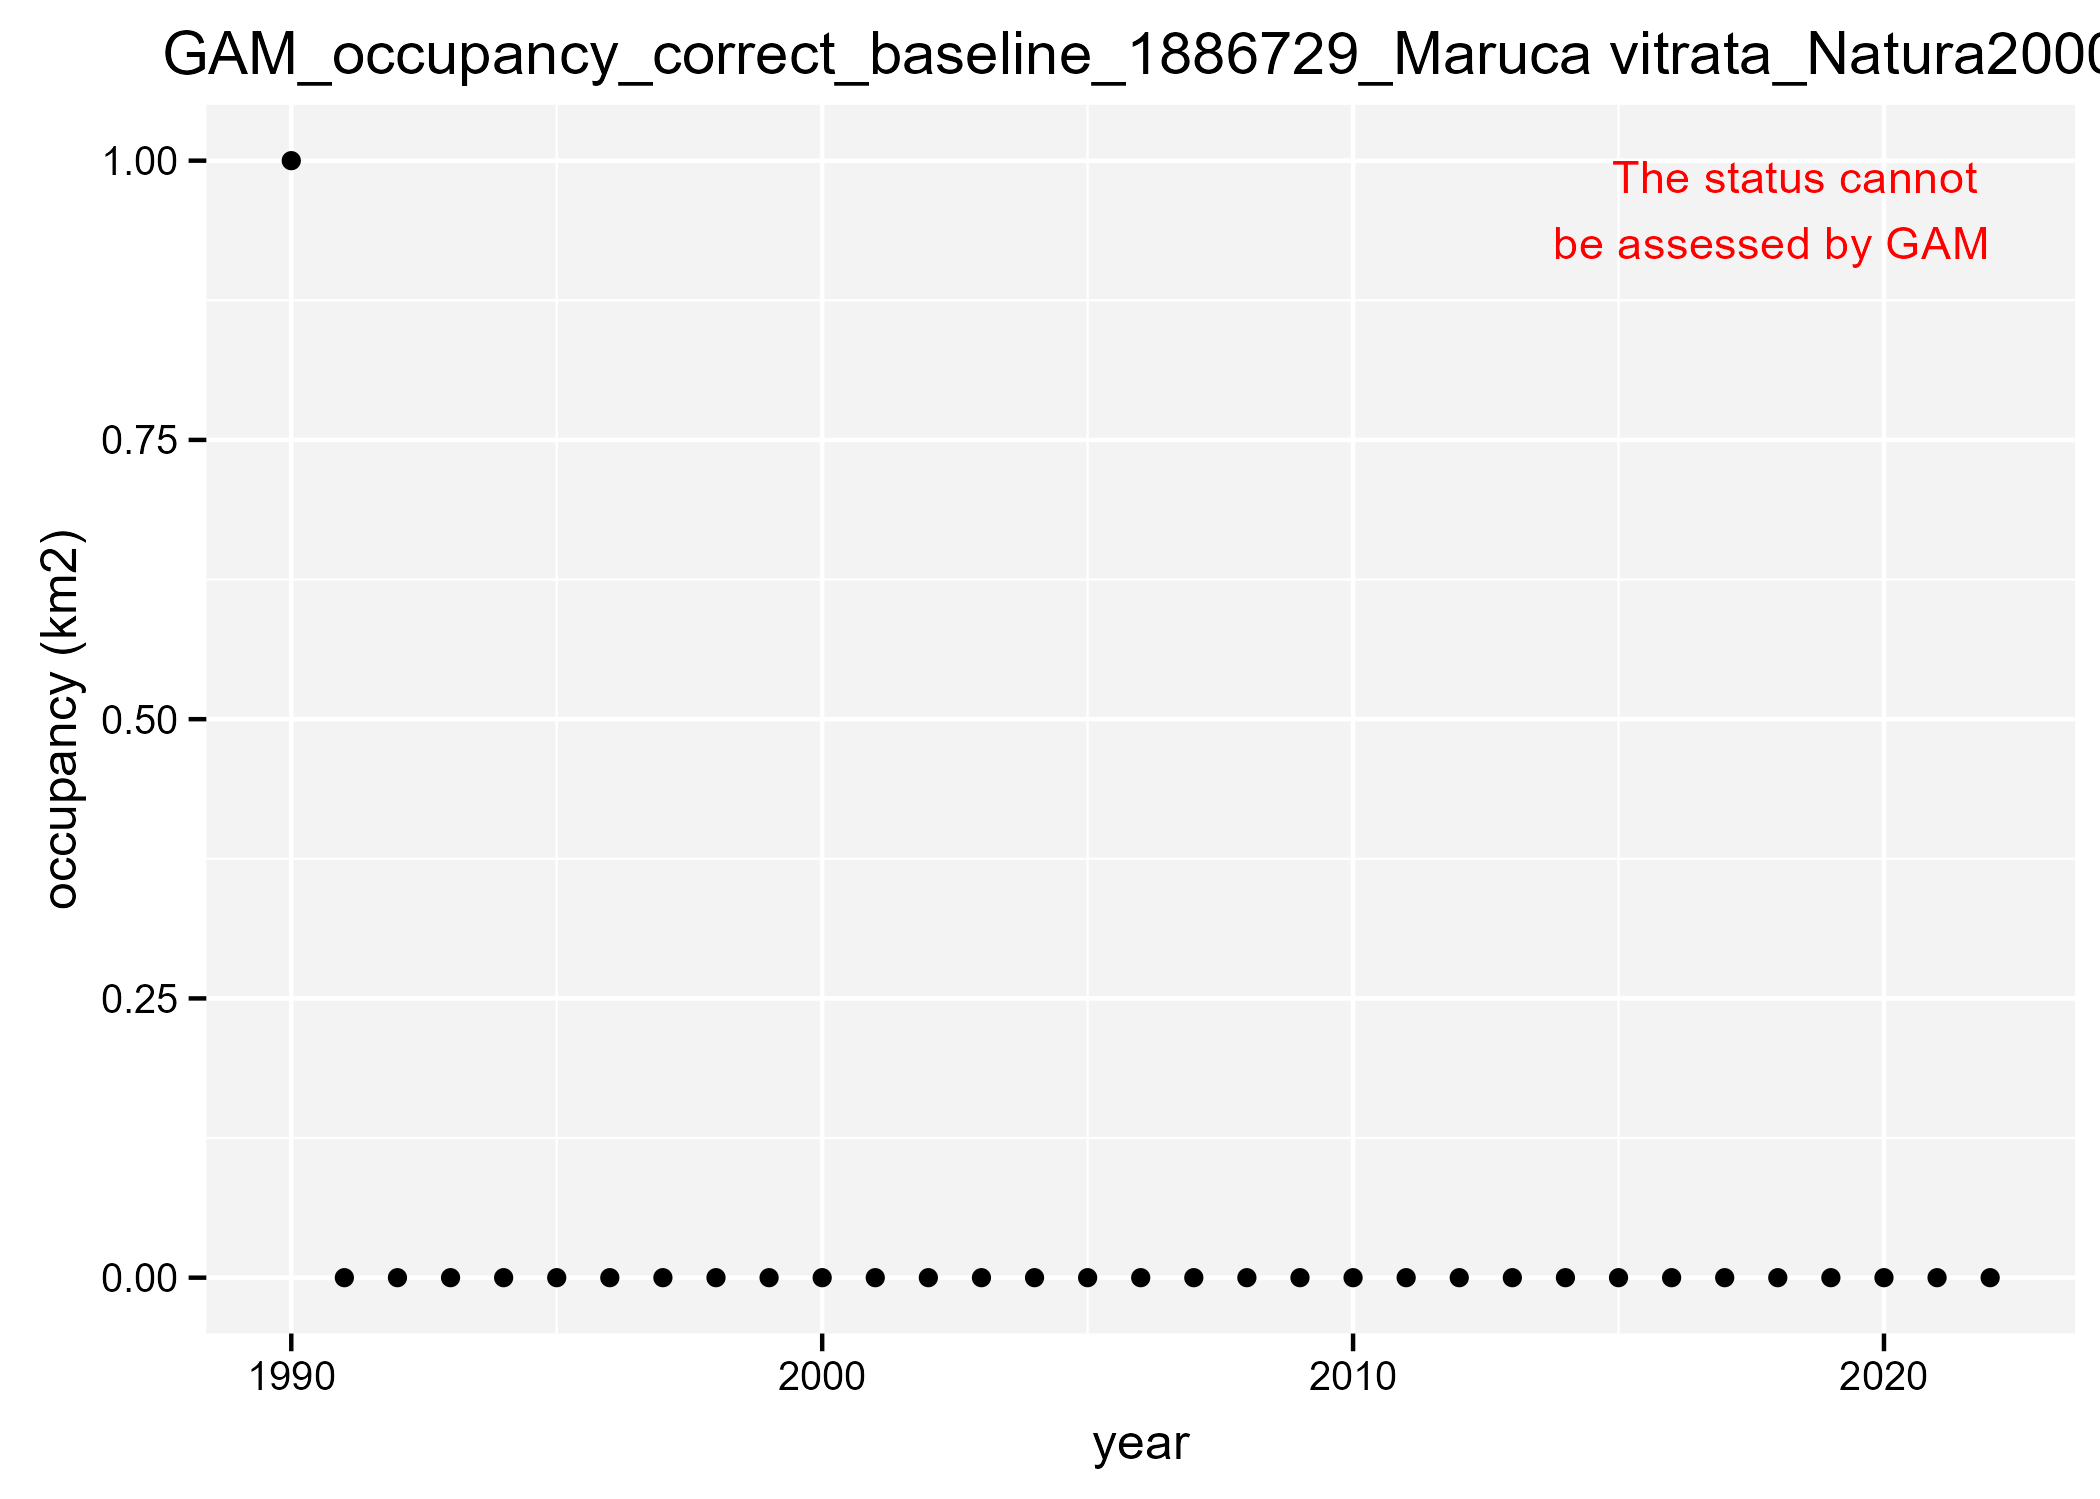 GAM_occupancy_correct_baseline_1886729_Maruca vitrata_Natura2000
The status cannot
be assessed by GAM
1.00
0.75
0.50
0.25
0.00
occupancy (km2)
1990 2000 2010 2020
year